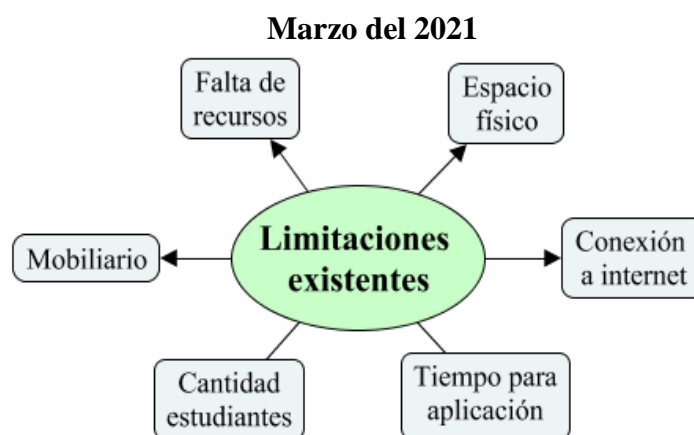 Marzo del 2021
Falta de
recursos
Espacio
físico
Mobiliario
Limitaciones
existentes
Conexión
a internet
Cantidad
estudiantes
Tiempo para
aplicación